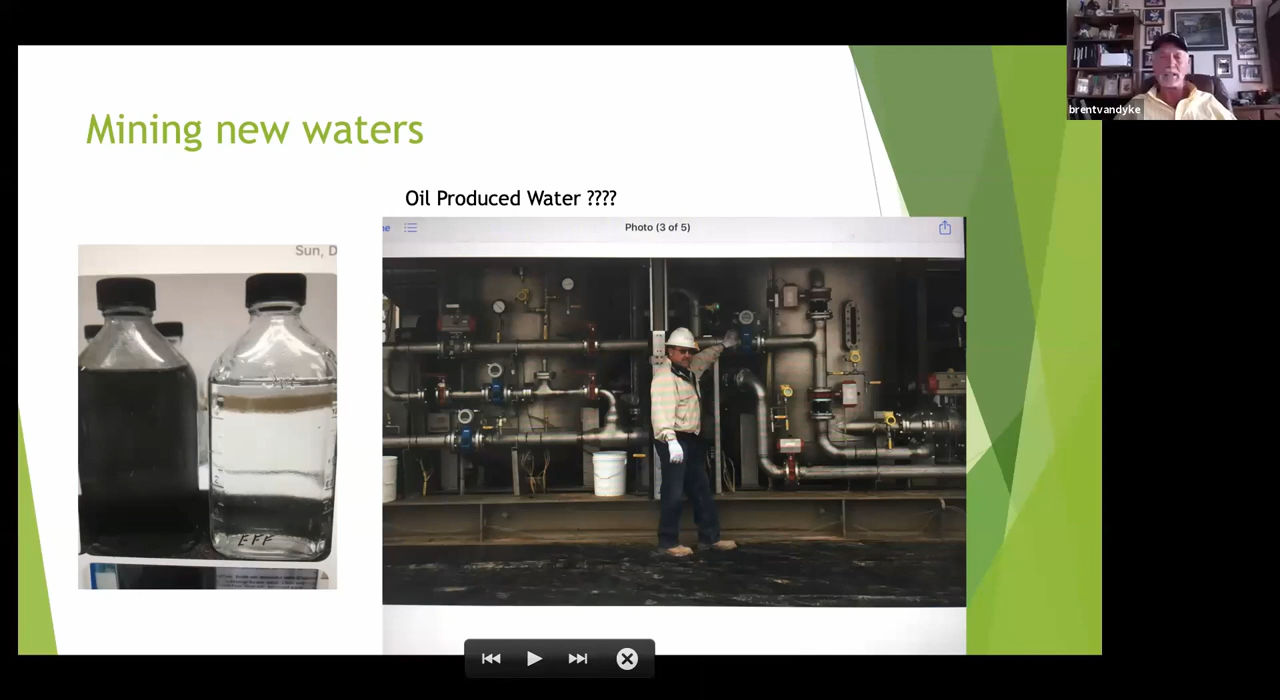 brentvandyke
Mining new waters
Oil Produced Water ????
Photo (3 of 5)
Sun, D
EFF